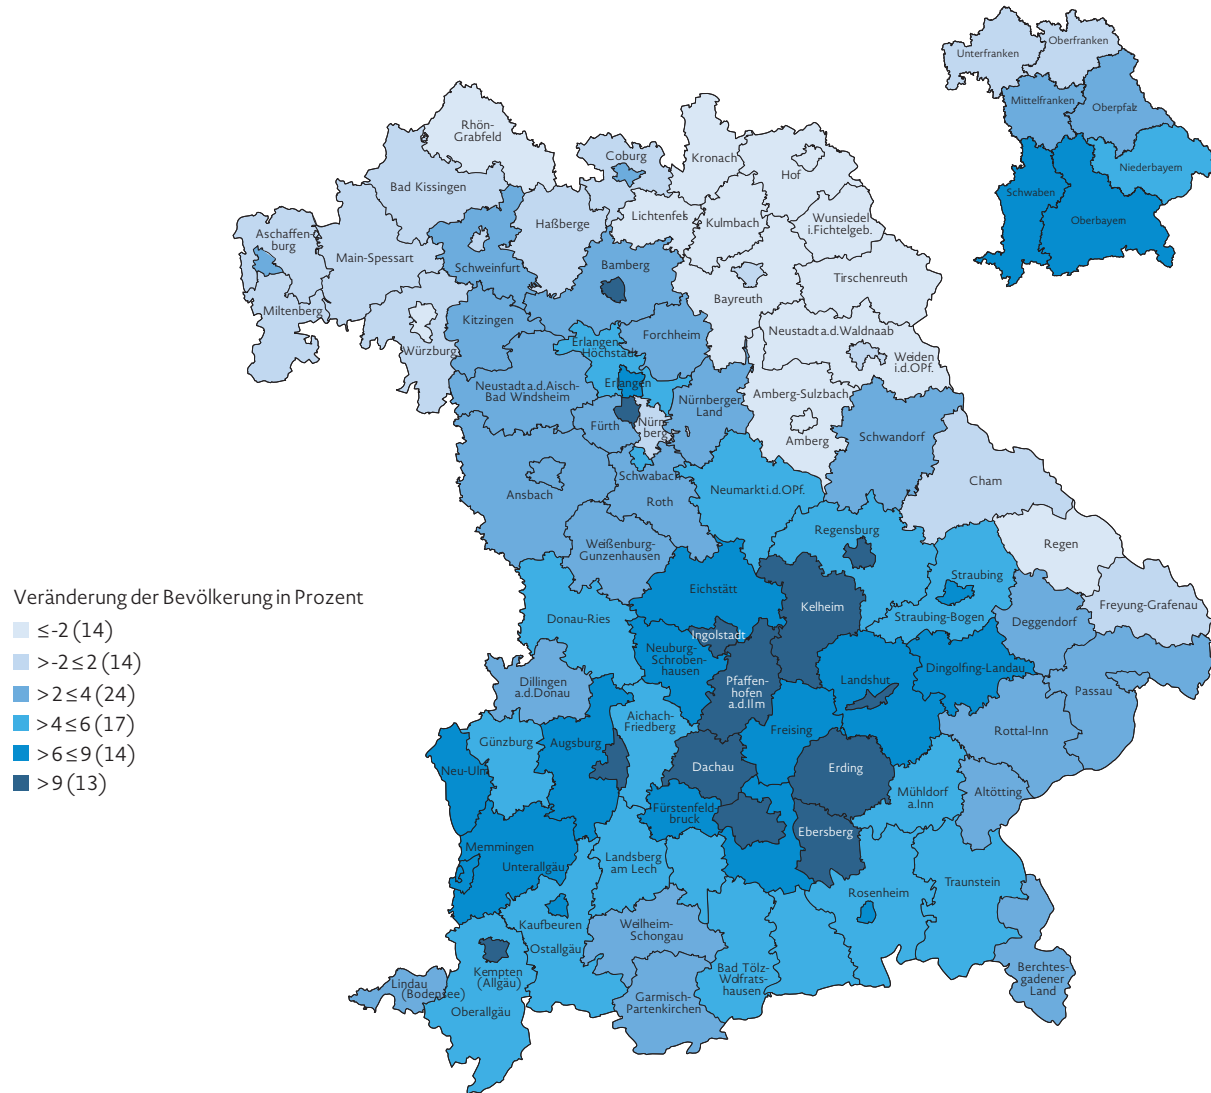 Unterfranken
Oberfranken
Mittelfranken
Oberpfalz
Niederbayern
Schwaben
Oberbayern
Rhön-
Grabfeld
Coburg
Kronach
Hof
Bad Kissingen
Lichtenfels
Kulmbach
Wunsiedel
i.Fichtelgeb.
Haßberge
Aschaffen-
burg
Main-Spessart
Schweinfurt
Bamberg
Tirschenreuth
Bayreuth
Miltenberg
Kitzingen
Forchheim
Neustadt a.d.Waldnaab
Würzburg
Erlangen-
Höchstadt
Weiden
i.d.OPf.
Erlangen
Neustadt a.d.Aisch-
Bad Windsheim
Nürnberger
Land
Amberg-Sulzbach
Fürth
Nürn-
berg
Amberg
Schwandorf
Schwabach
Cham
Ansbach
Roth
Neumarkt i.d.OPf.
Regensburg
Weißenburg-
Gunzenhausen
Regen
Straubing
Eichstätt
Kelheim
Freyung-Grafenau
Veränderung der Bevölkerung in Prozent
Donau-Ries
Straubing-Bogen
Deggendorf
≤-2 (14)
Ingolstadt
Neuburg-
Schroben-
hausen
>-2≤2 (14)
Dingolfing-Landau
Dillingen
a.d.Donau
Pfaffen-
hofen
a.d.Ilm
Landshut
Passau
>2≤4 (24)
Aichach-
Friedberg
>4≤6 (17)
Günzburg
Augsburg
Freising
Rottal-Inn
>6≤9 (14)
Neu-Ulm
Dachau
Erding
>9 (13)
Mühldorf
a.Inn
Altötting
Fürstenfeld-
bruck
Ebersberg
Memmingen
Unterallgäu
Landsberg
am Lech
Traunstein
Rosenheim
Kaufbeuren
Weilheim-
Schongau
Ostallgäu
Kempten
(Allgäu)
Bad Tölz-
Wolfrats-
hausen
Berchtes-
gadener
Land
Lindau
(Bodensee)
Oberallgäu
Garmisch-
Partenkirchen